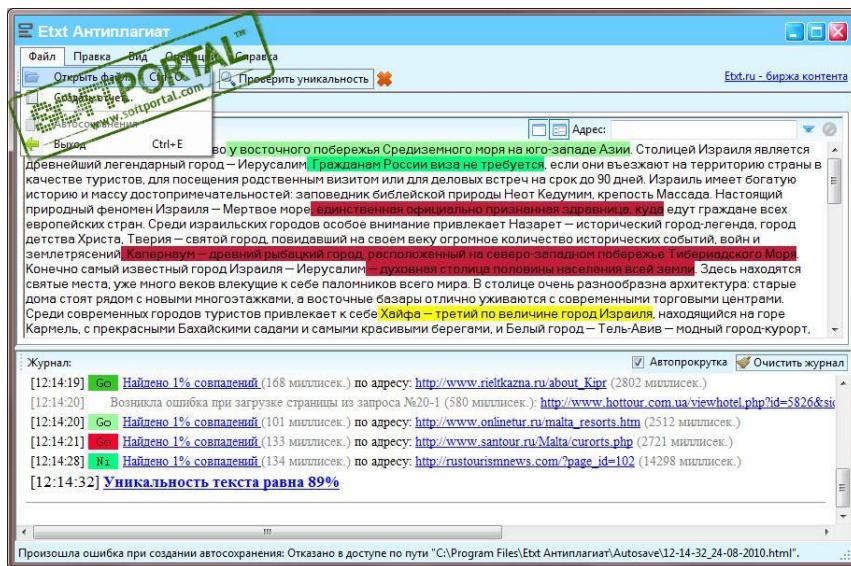 Etxt Антиплагиат
Файл Правка Вид Операции Справка
Открыть файл Ctrl+O
Проверить уникальность
Etxt.ru - биржа контента
Создать отчет
SOFTPORTAL TM
www.softportal.com
Автосохранения
Адрес:
Выход Ctrl+E
во у восточного побережья Средиземного моря на юго-западе Азии. Столицей Израиля является
древнейший легендарный город — Иерусалим. Гражданам России виза не требуется, если они въезжают на территорию страны в
качестве туристов, для посещения родственным визитом или для деловых встреч на срок до 90 дней. Израиль имеет богатую
историю и массу достопримечательностей: заповедник библейской природы Неот Кедумим, крепость Массада. Настоящий
природный феномен Израиля — Мертвое море, единственная официально признанная здравница, куда едут граждане всех
европейских стран. Среди израильских городов особое внимание привлекает Назарет — исторический город-легенда, город
детства Христа, Тверия — святой город, повидавший на своем веку огромное количество исторических событий, войн и
землетрясений. Капернаум — древний рыбацкий город, расположенный на северо-западном побережье Тибериадского Моря.
Конечно самый известный город Израиля — Иерусалим — духовная столица половины населения всей земли. Здесь находятся
святые места, уже много веков влекущие к себе паломников всего мира. В столице очень разнообразна архитектура: старые
дома стоят рядом с новыми многоэтажками, а восточные базары отлично уживаются с современными торговыми центрами.
Среди современных городов туристов привлекает к себе Хайфа — третий по величине город Израиля, находящийся на горе
Кармель, с прекрасными Бахайскими садами и самыми красивыми берегами, и Белый город — Тель-Авив — модный город-курорт,
Журнал: Автопрокрутка Очистить журнал
[12:14:19] Go Найдено 1% совпадений (168 миллисек.) по адресу: http://www.rieltkazna.ru/about_Kipr (2802 миллисек.)
[12:14:20] Возникла ошибка при загрузке страницы из запроса №20-1 (580 миллисек.): http://www.hottour.com.ua/viewhotel.php?id=5826&sid
[12:14:20] Go Найдено 1% совпадений (101 миллисек.) по адресу: http://www.onlinetur.ru/malta_resorts.htm (2512 миллисек.)
[12:14:21] Go Найдено 1% совпадений (133 миллисек.) по адресу: http://www.santour.ru/Malta/curorts.php (2721 миллисек.)
[12:14:28] Ni Найдено 1% совпадений (134 миллисек.) по адресу: http://rustourismnews.com/?page_id=102 (14298 миллисек.)
[12:14:32] Уникальность текста равна 89%
Произошла ошибка при создании автосохранения: Отказано в доступе по пути "C:\Program Files\Etxt Антиплагиат\Autosave\12-14-32_24-08-2010.html".